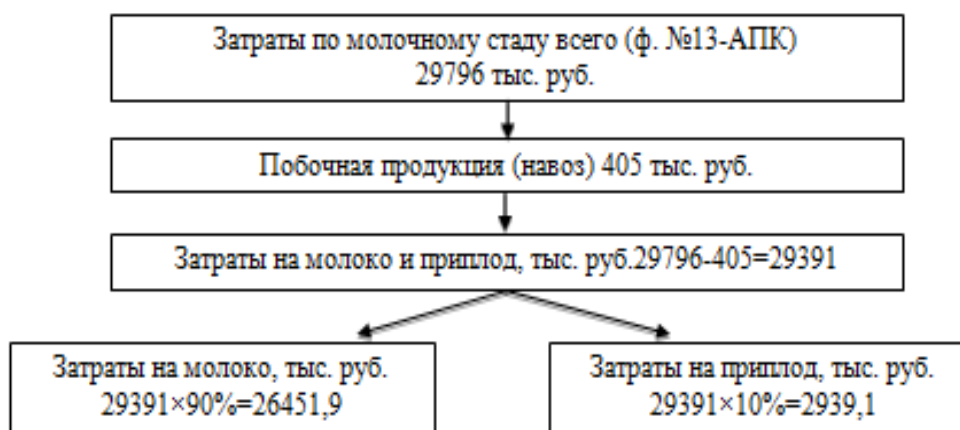 Затраты по молочному стаду всего (ф. №13-АПК)
29796 тыс. руб.
Побочная продукция (навоз) 405 тыс. руб.
Затраты на молоко и приплод, тыс. руб.29796-405=29391
Затраты на молоко, тыс. руб.
29391×90%=26451,9
Затраты на приплод, тыс. руб.
29391×10%=2939,1